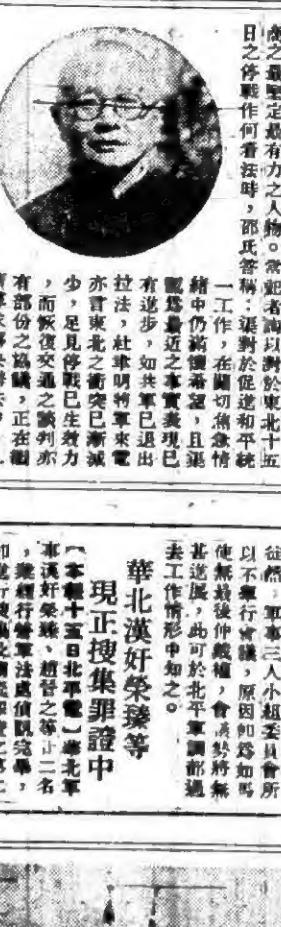 商之最堅定最有力之人物。當記者詢以對於東北十五
日之停戰作何看法時，邵氏答稱：渠對於促進和平統
一工作，在關切焦急情
緒中仍滿懷希望，且渠
認爲最近之事實表現已
有進步，如共軍已退出
拉法，杜聿明將軍來電
亦言東北之衝突已漸減
少，足見停戰已生效力
，而恢復交通之談判亦
有部份之協議，正在
徒然，軍事三人小組委員會所
以不舉行會議，原因即爲如馬
使無最後仲裁權，會議勢將無
甚進展，此可於北平軍調部過
去工作情形中知之。
華北漢奸榮臻等
現正搜集罪證中
【本報十五日北平電】華北軍
事漢奸榮臻、趙晉之等廿二名
，業經行營軍法處偵訊完畢，